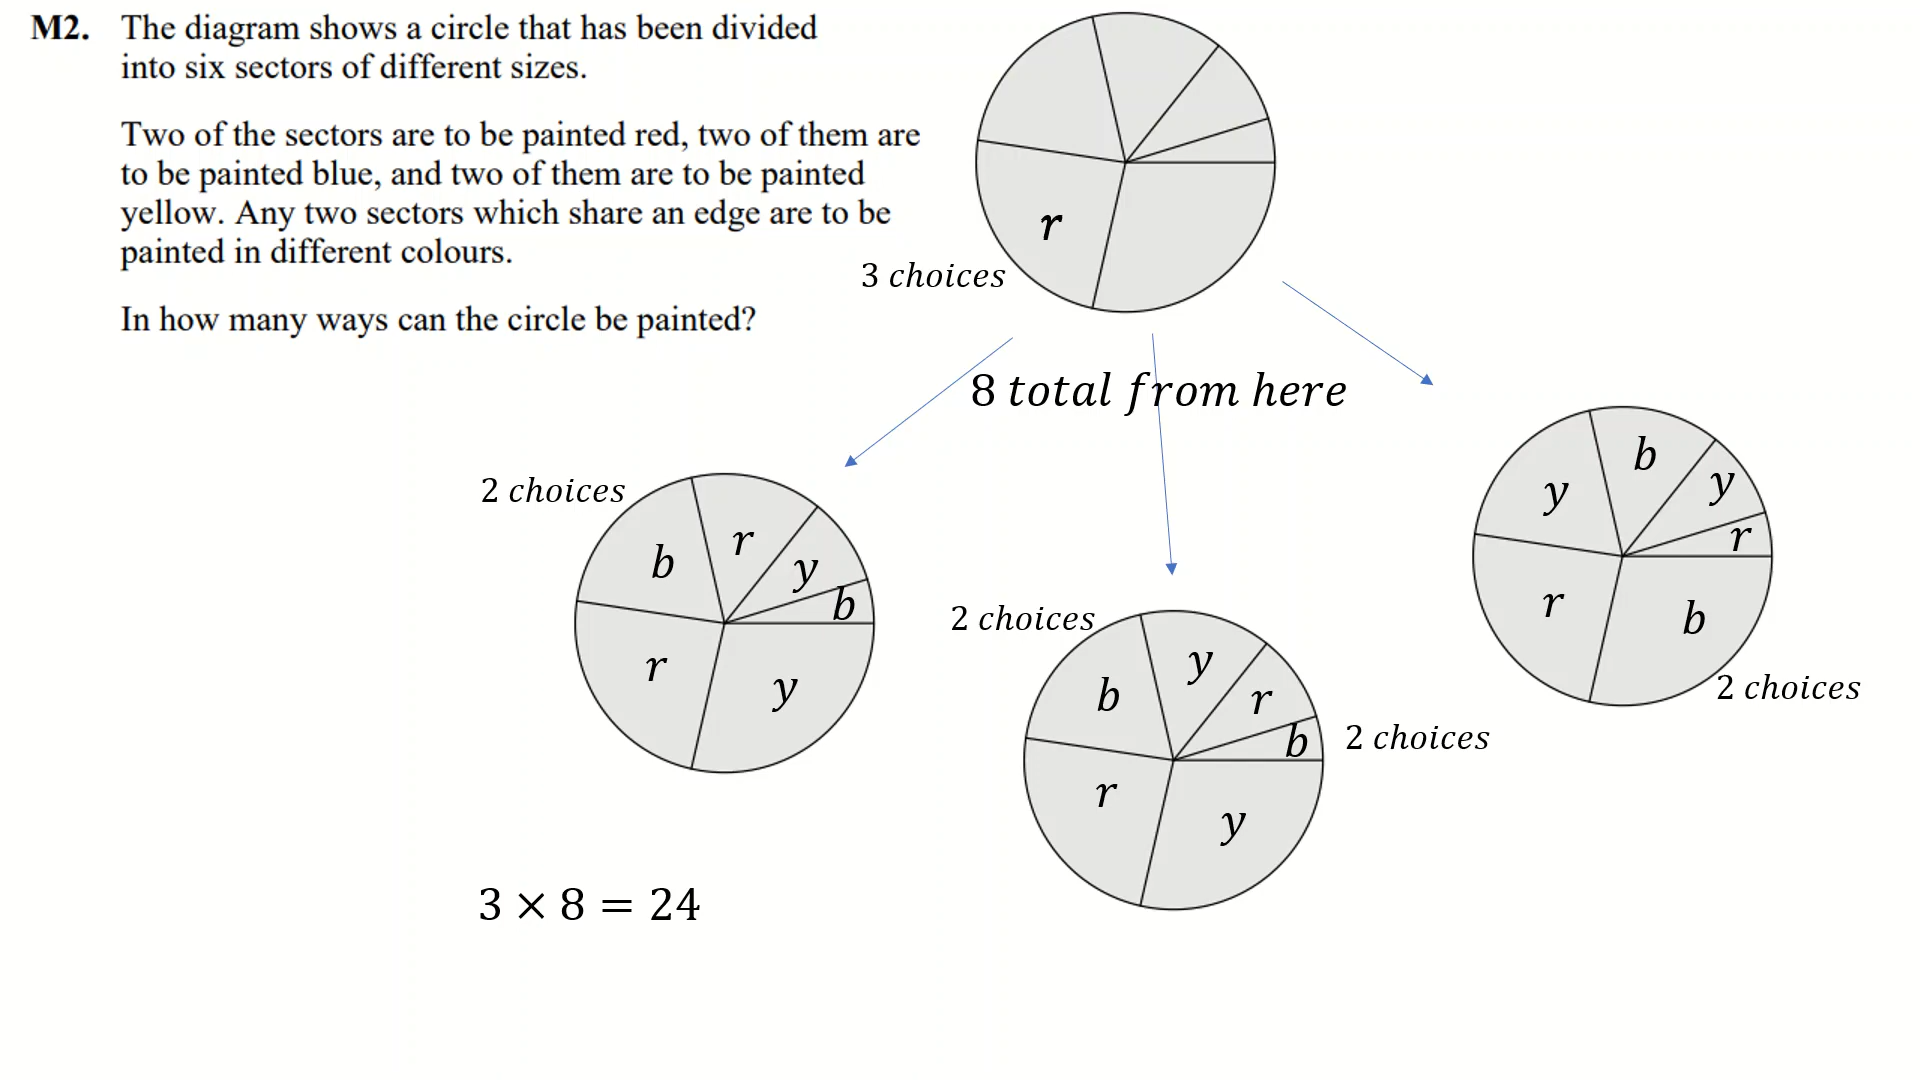 M2. The diagram shows a circle that has been divided
into six sectors of different sizes.
Two of the sectors are to be painted red, two of them are
to be painted blue, and two of them are to be painted
yellow. Any two sectors which share an edge are to be
painted in different colours.
In how many ways can the circle be painted?
r
3 choices
8 total from here
2 choices
b
r
y
b
r
y
2 choices
b
y
r
b
2 choices
r
y
y
b
y
r
r
b
2 choices
3 × 8 = 24